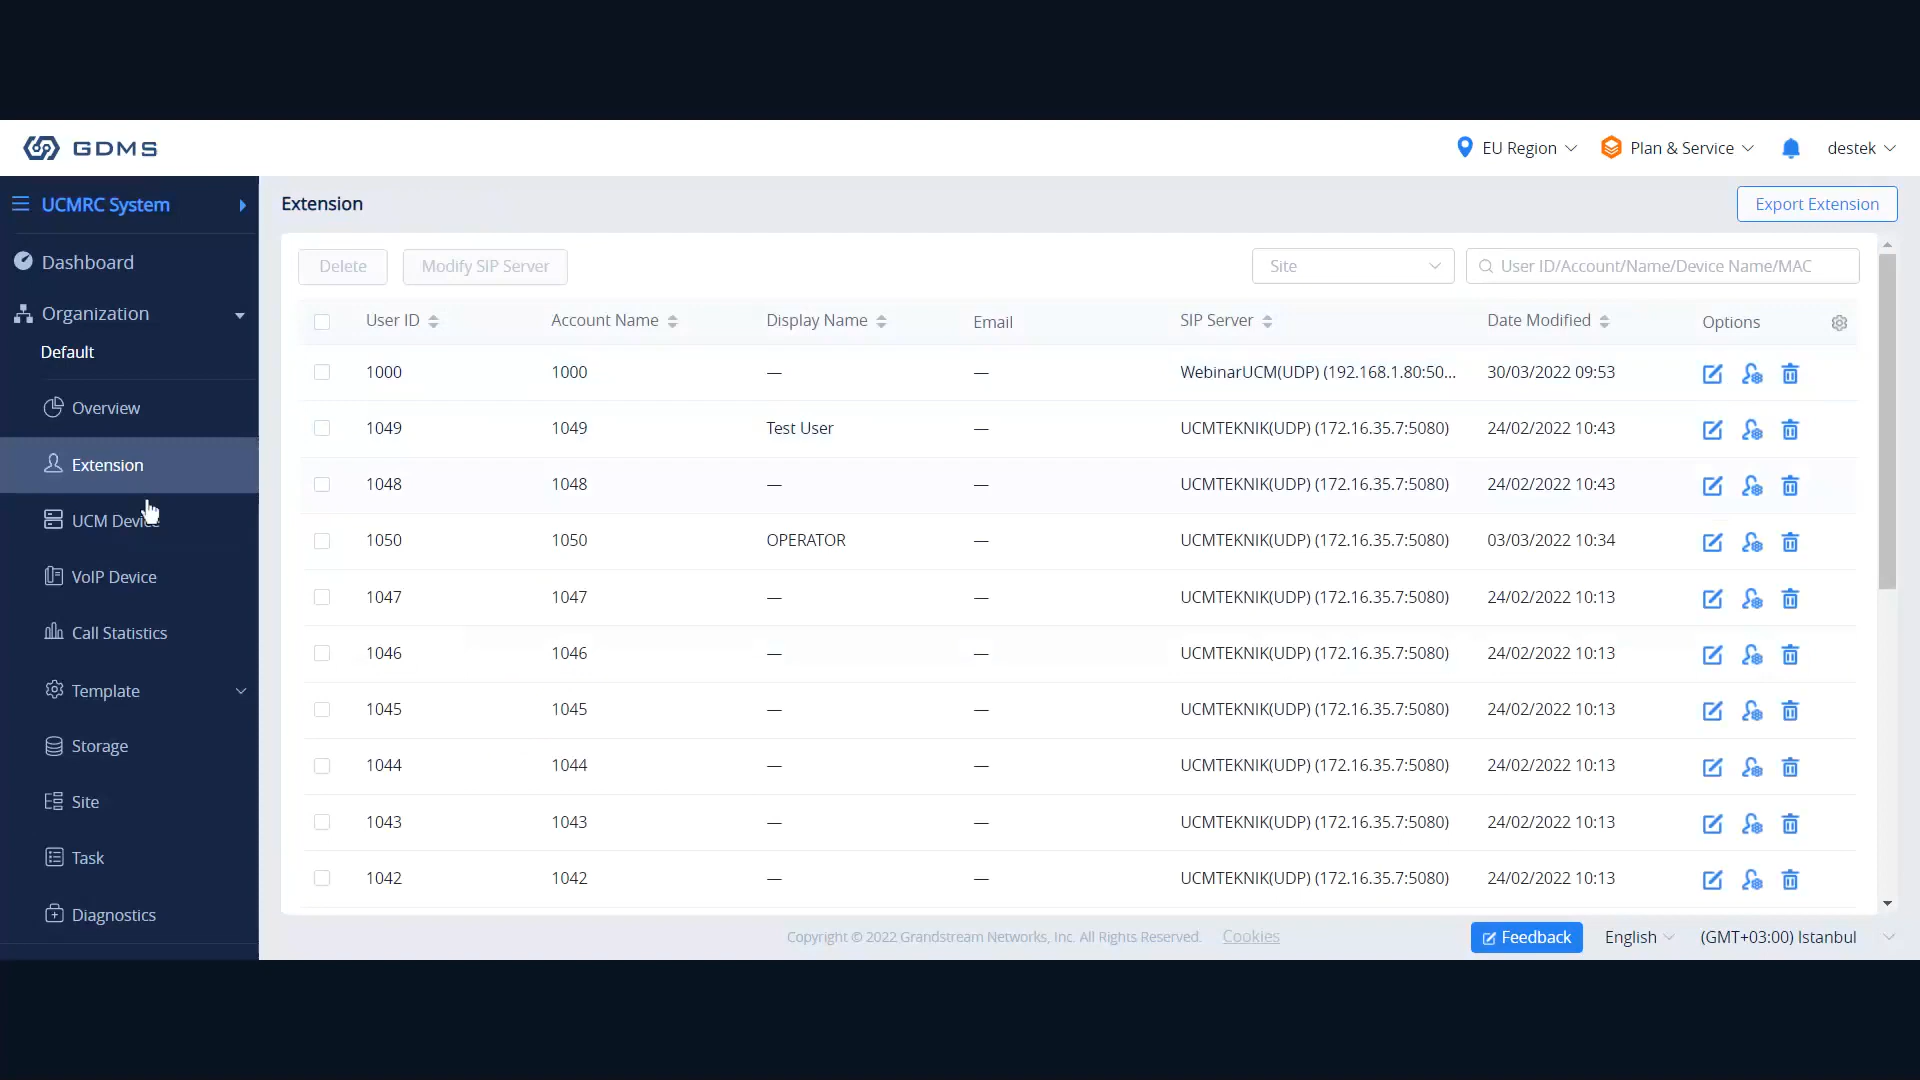 GDMS
EU Region
Plan & Service
destek
UCMRC System
Extension
Export Extension
Dashboard
Organization
Default
Overview
Extension
UCM Device
VoIP Device
Call Statistics
Template
Storage
Site
Task
Diagnostics
Delete
Modify SIP Server
Site
User ID/Account/Name/Device Name/MAC
User ID Account Name Display Name Email SIP Server Date Modified Options
1000 1000 — — WebinarUCM(UDP) (192.168.1.80:50... 30/03/2022 09:53
1049 1049 Test User — UCMTEKNIK(UDP) (172.16.35.7:5080) 24/02/2022 10:43
1048 1048 — — UCMTEKNIK(UDP) (172.16.35.7:5080) 24/02/2022 10:43
1050 1050 OPERATOR — UCMTEKNIK(UDP) (172.16.35.7:5080) 03/03/2022 10:34
1047 1047 — — UCMTEKNIK(UDP) (172.16.35.7:5080) 24/02/2022 10:13
1046 1046 — — UCMTEKNIK(UDP) (172.16.35.7:5080) 24/02/2022 10:13
1045 1045 — — UCMTEKNIK(UDP) (172.16.35.7:5080) 24/02/2022 10:13
1044 1044 — — UCMTEKNIK(UDP) (172.16.35.7:5080) 24/02/2022 10:13
1043 1043 — — UCMTEKNIK(UDP) (172.16.35.7:5080) 24/02/2022 10:13
1042 1042 — — UCMTEKNIK(UDP) (172.16.35.7:5080) 24/02/2022 10:13
Copyright © 2022 Grandstream Networks, Inc. All Rights Reserved. Cookies
Feedback
English
(GMT+03:00) Istanbul